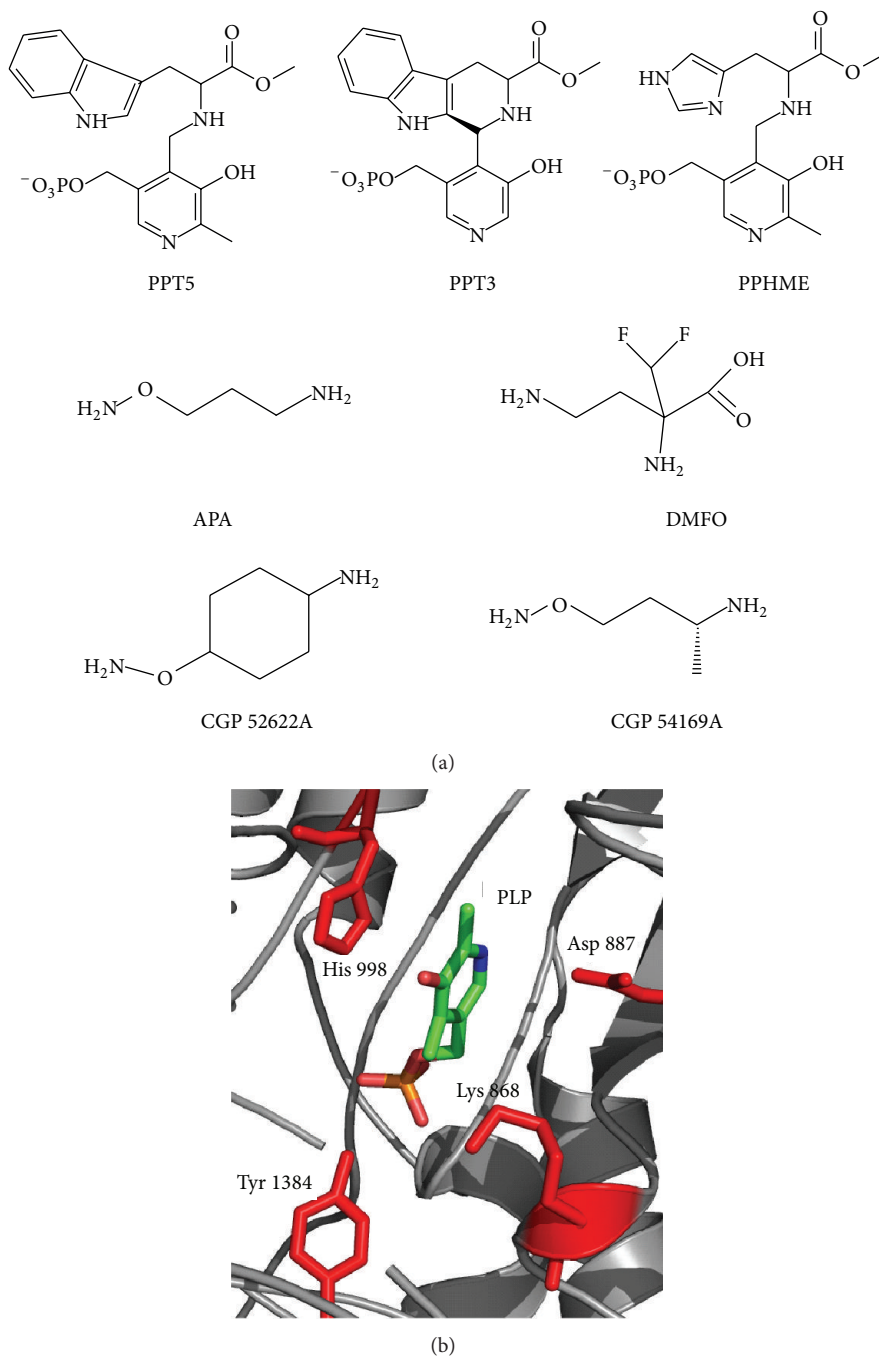 O
O
NH
NH
−O3PO
OH
N
PPT5
O
O
NH
NH
−O3PO
OH
N
PPT3
O
O
HN
N
NH
−O3PO
OH
N
PPHME
H2N
O
NH2
APA
F
F
H2N
OH
O
NH2
DMFO
NH2
H2N
O
CGP 52622A
H2N
O
NH2
CGP 54169A
(a)
PLP
His 998
Asp 887
Lys 868
Tyr 1384
(b)